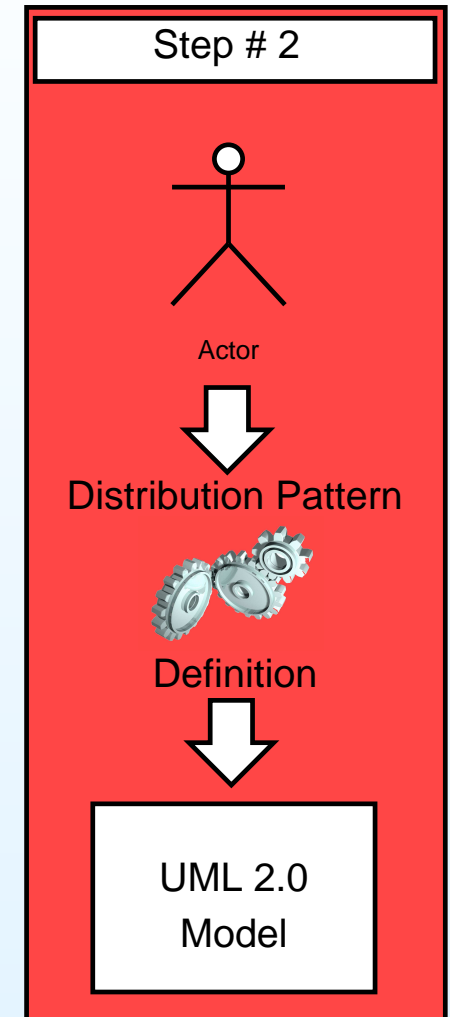 Step # 2
Actor
Distribution Pattern
Definition
UML 2.0
Model